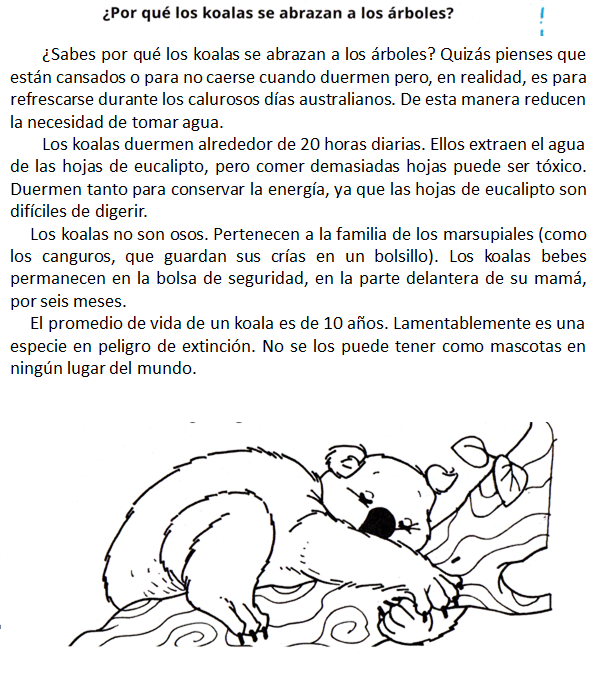 ¿Por qué los koalas se abrazan a los árboles?
¿Sabes por qué los koalas se abrazan a los árboles? Quizás pienses que
están cansados o para no caerse cuando duermen pero, en realidad, es para
refrescarse durante los calurosos días australianos. De esta manera reducen
la necesidad de tomar agua.
Los koalas duermen alrededor de 20 horas diarias. Ellos extraen el agua
de las hojas de eucalipto, pero comer demasiadas hojas puede ser tóxico.
Duermen tanto para conservar la energía, ya que las hojas de eucalipto son
difíciles de digerir.
Los koalas no son osos. Pertenecen a la familia de los marsupiales (como
los canguros, que guardan sus crías en un bolsillo). Los koalas bebes
permanecen en la bolsa de seguridad, en la parte delantera de su mamá,
por seis meses.
El promedio de vida de un koala es de 10 años. Lamentablemente es una
especie en peligro de extinción. No se los puede tener como mascotas en
ningún lugar del mundo.